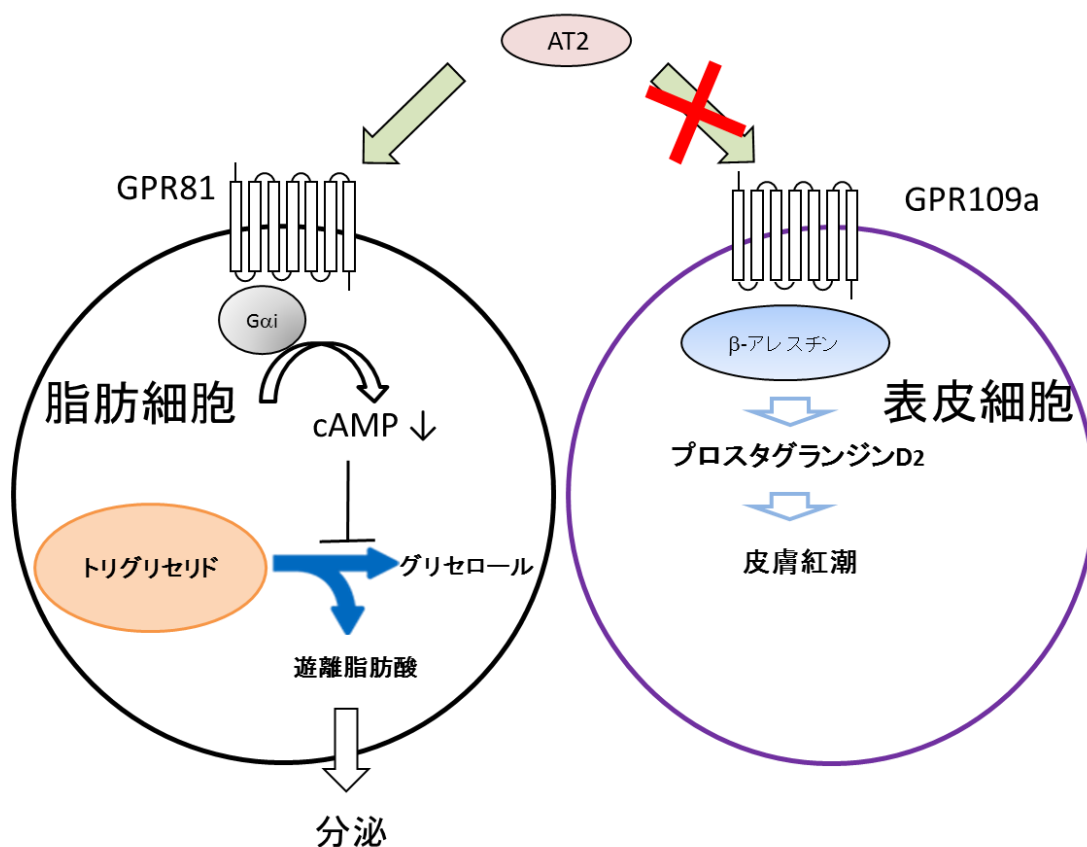 AT2
GPR81
GPR109a
Gαi
β-アレスチン
脂肪細胞
表皮細胞
cAMP ↓
プロスタグランジンD2
トリグリセリド
グリセロール
皮膚紅潮
遊離脂肪酸
分泌